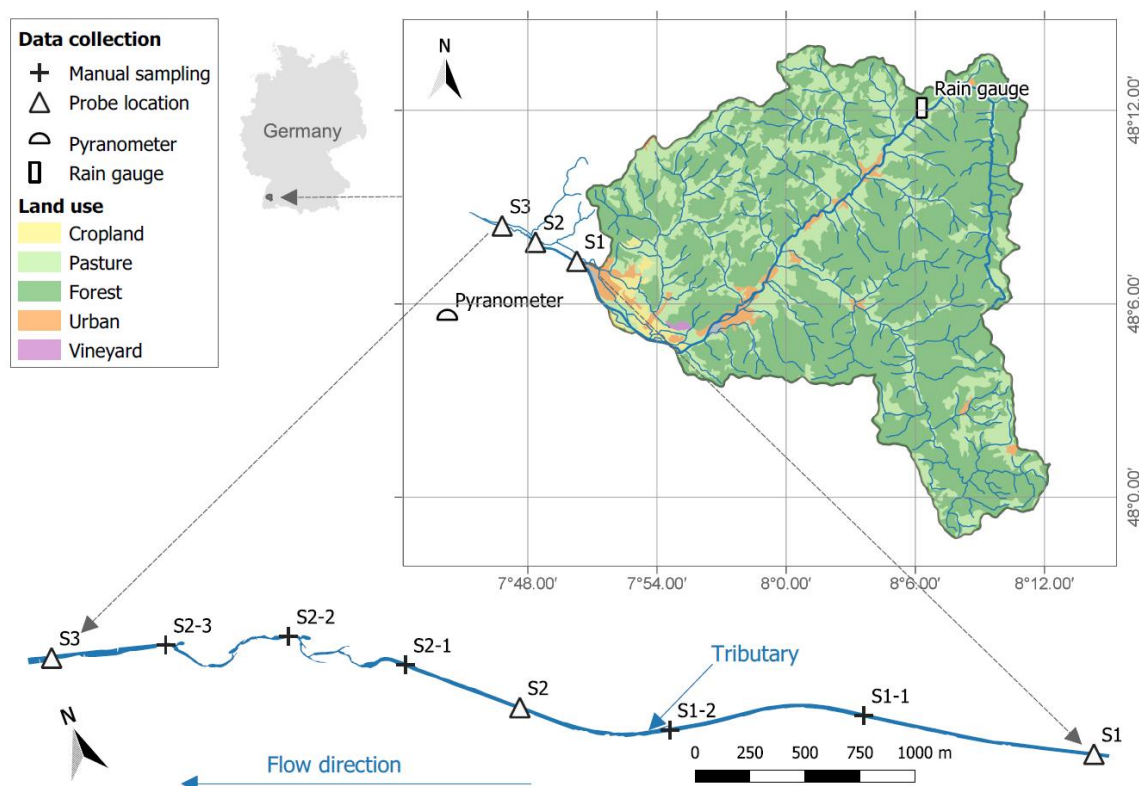 Data collection
Manual sampling
Probe location
Pyranometer
Rain gauge
Land use
Cropland
Pasture
Forest
Urban
Vineyard
Germany
N
Rain gauge
S3
S2
S1
Pyranometer
48°12.00'
48°6.00'
48°0.00'
7°48.00'
7°54.00'
8°0.00'
8°6.00'
8°12.00'
S3
S2-3
S2-2
S2-1
S2
Tributary
S1-2
S1-1
S1
N
Flow direction
0 250 500 750 1000 m